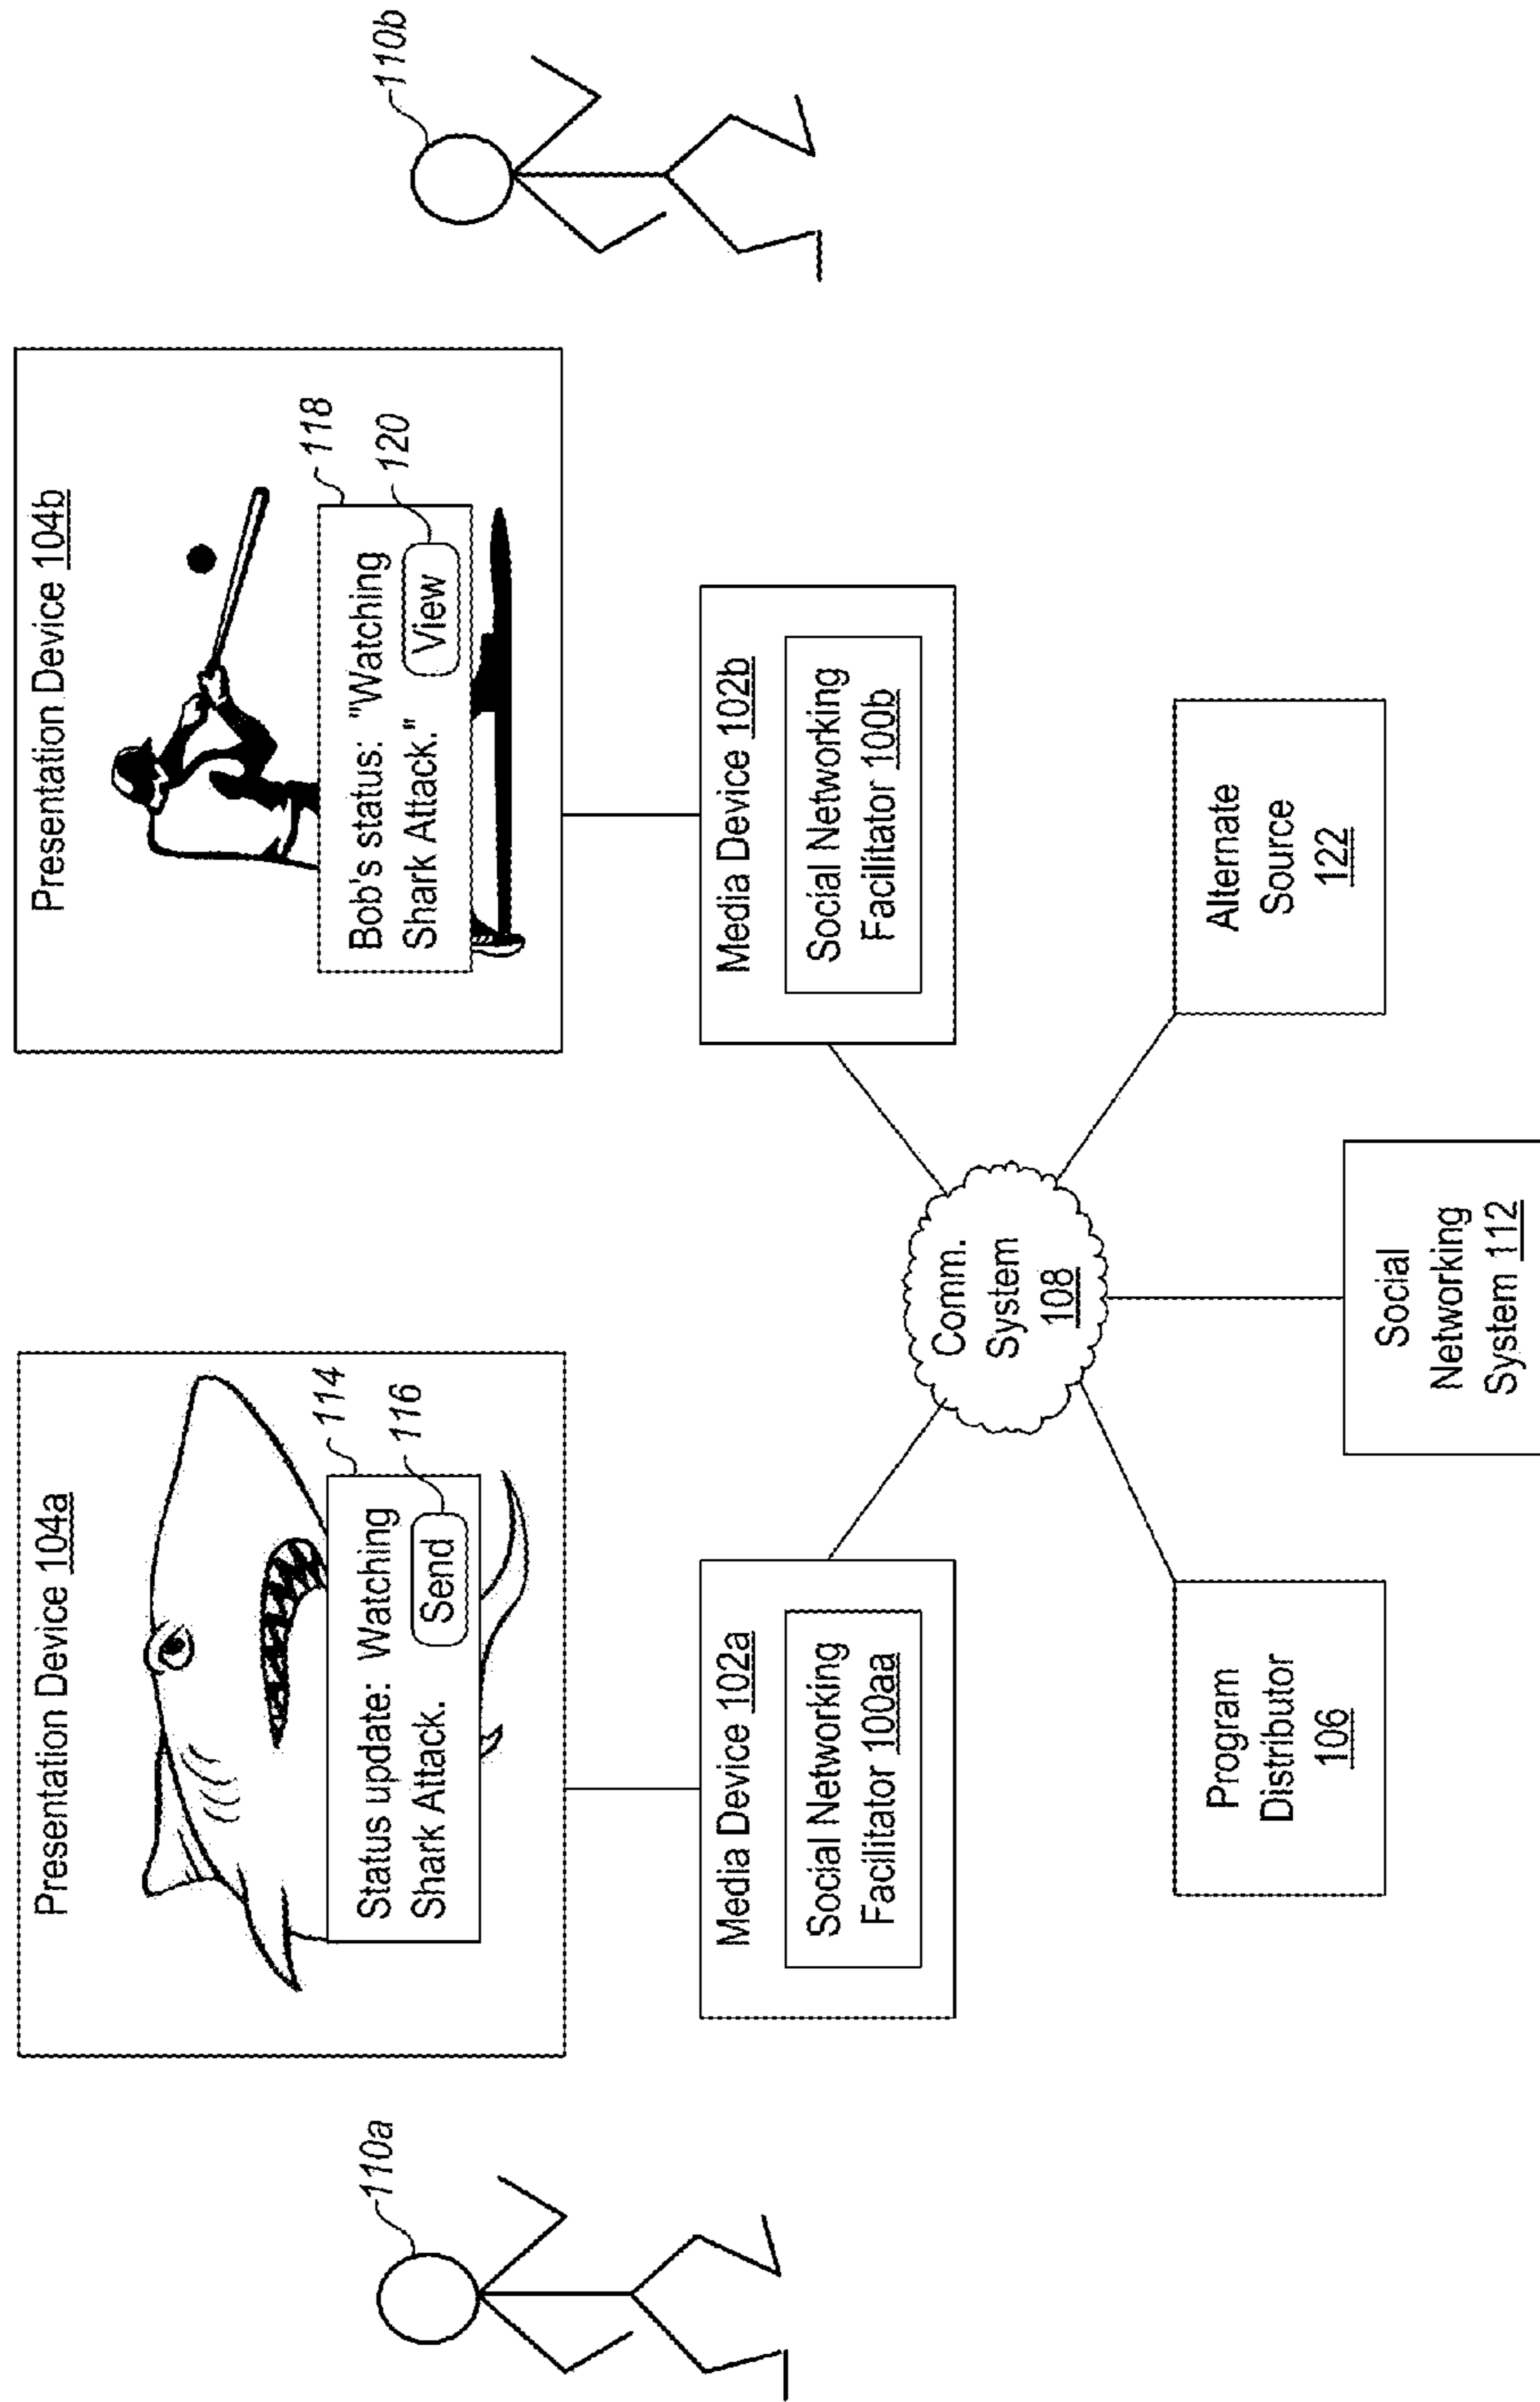 Presentation Device 104a
114
Status update: Watching
Shark Attack.
Send
116
110a
Presentation Device 104b
118
Bob's status: "Watching
Shark Attack."
View
120
110b
Media Device 102a
Social Networking
Facilitator 100aa
Media Device 102b
Social Networking
Facilitator 100b
Comm.
System
108
Program
Distributor
106
Social
Networking
System 112
Alternate
Source
122